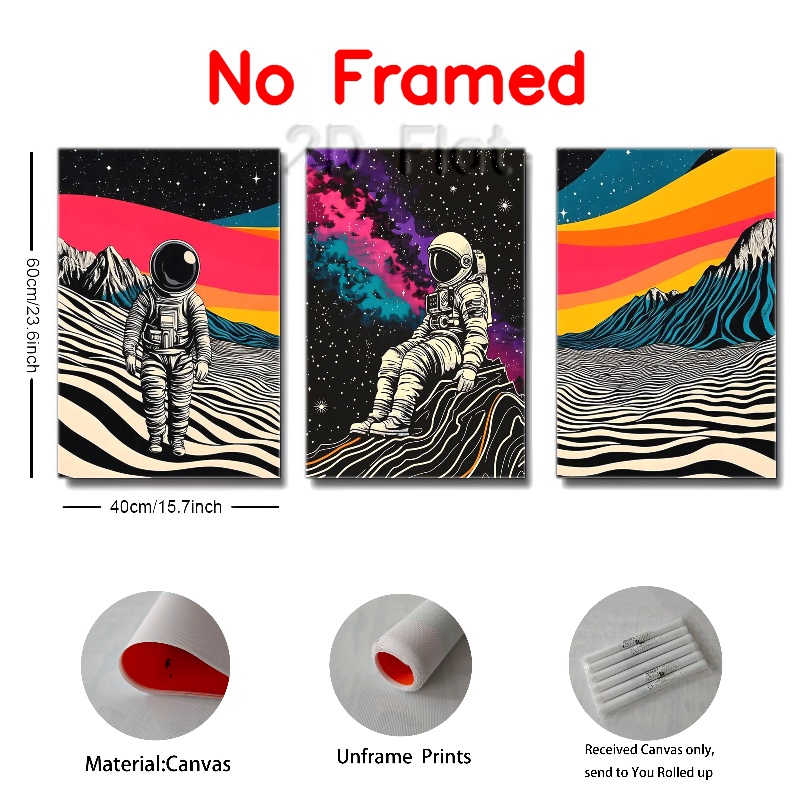 No Framed
2D Flat
60cm/23.6inch
40cm/15.7inch
Material:Canvas
Unframe Prints
Received Canvas only,
send to You Rolled up